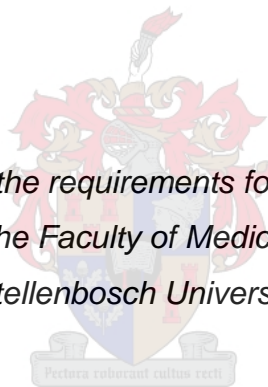 the requirements fo
he Faculty of Medic
tellenbosch Univers
Pectora roborant cultus recti